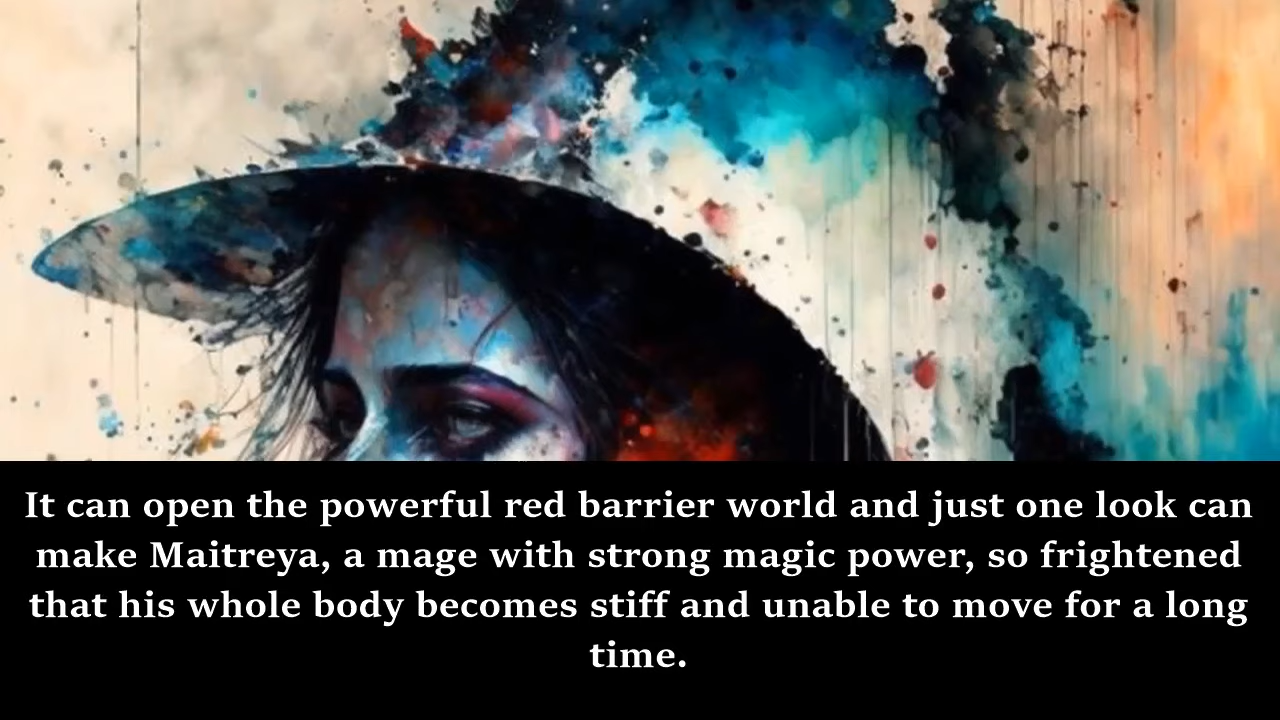 It can open the powerful red barrier world and just one look can
make Maitreya, a mage with strong magic power, so frightened
that his whole body becomes stiff and unable to move for a long
time.